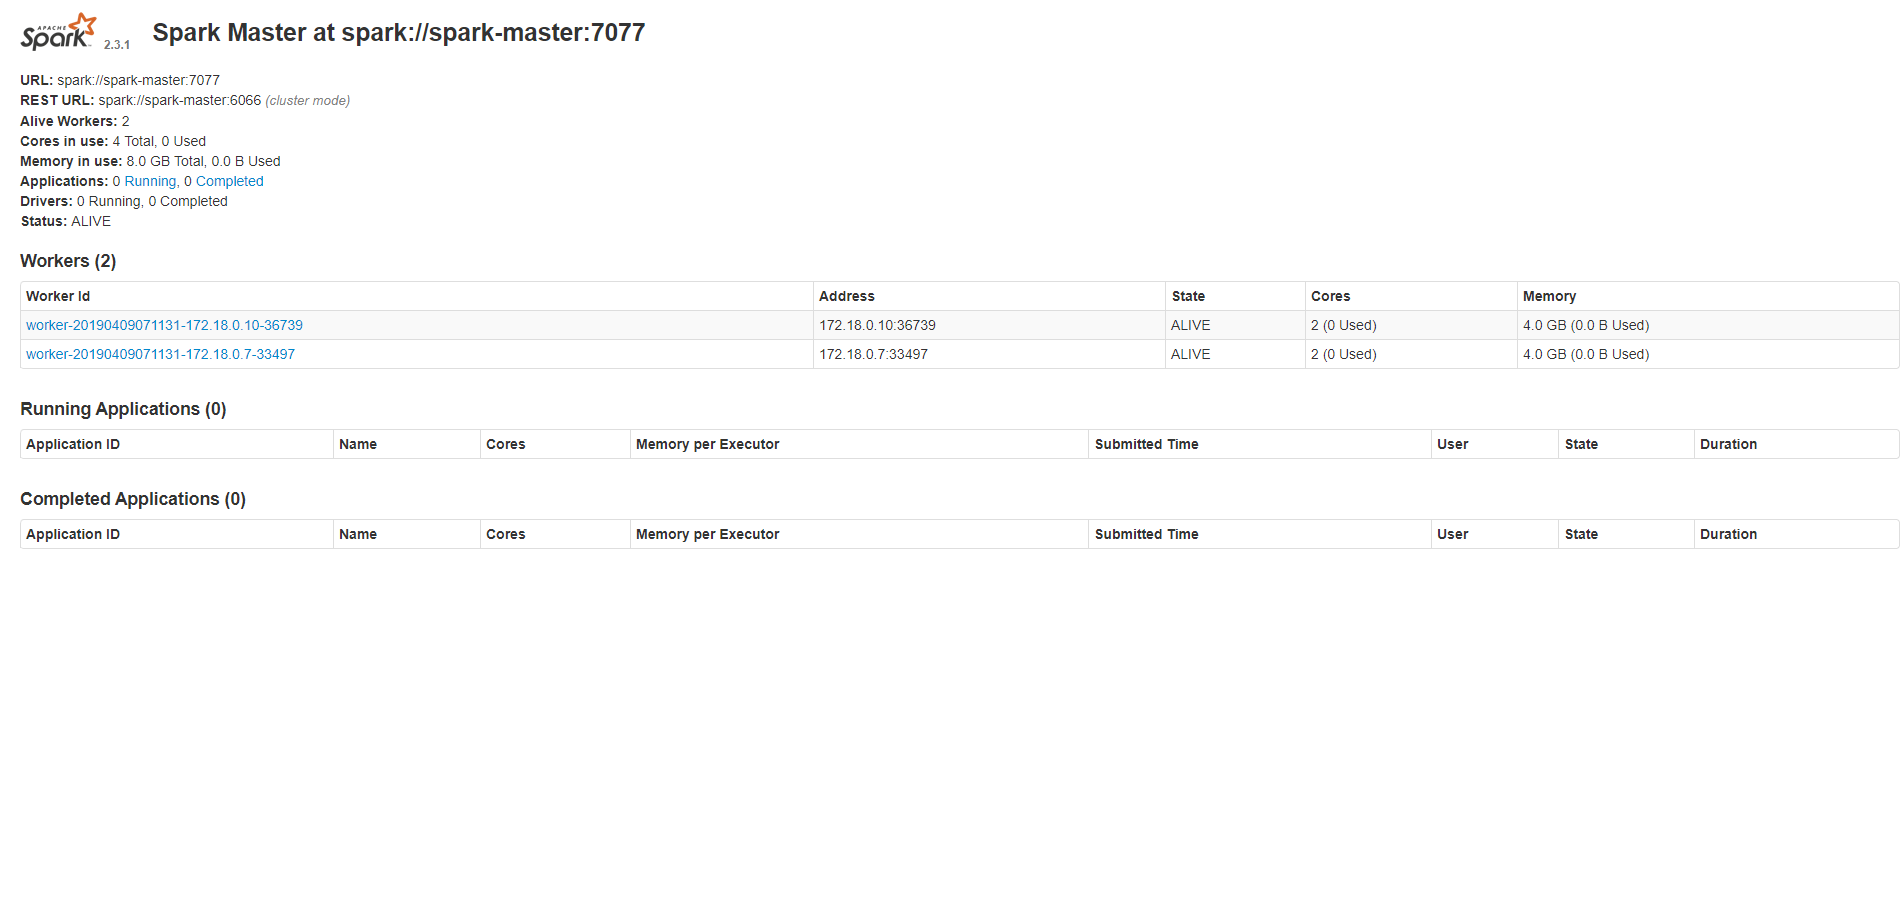 APACHE
Spark 2.3.1 Spark Master at spark://spark-master:7077
URL: spark://spark-master:7077
REST URL: spark://spark-master:6066 (cluster mode)
Alive Workers: 2
Cores in use: 4 Total, 0 Used
Memory in use: 8.0 GB Total, 0.0 B Used
Applications: 0 Running, 0 Completed
Drivers: 0 Running, 0 Completed
Status: ALIVE
Workers (2)
Worker Id Address State Cores Memory
worker-20190409071131-172.18.0.10-36739 172.18.0.10:36739 ALIVE 2 (0 Used) 4.0 GB (0.0 B Used)
worker-20190409071131-172.18.0.7-33497 172.18.0.7:33497 ALIVE 2 (0 Used) 4.0 GB (0.0 B Used)
Running Applications (0)
Application ID Name Cores Memory per Executor Submitted Time User State Duration
Completed Applications (0)
Application ID Name Cores Memory per Executor Submitted Time User State Duration